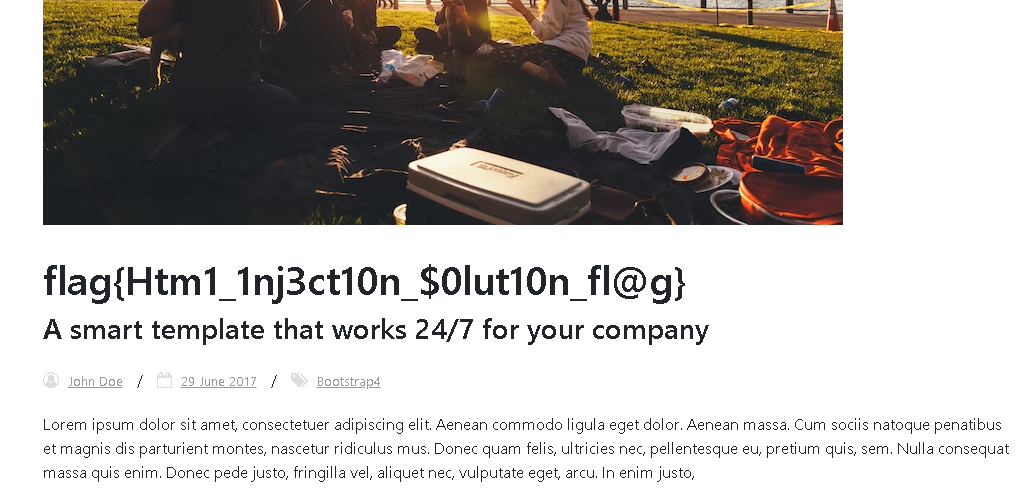 flag{Htm1_1nj3ct10n_$0lut10n_fl@g}
A smart template that works 24/7 for your company
John Doe / 29 June 2017 / Bootstrap4
Lorem ipsum dolor sit amet, consectetuer adipiscing elit. Aenean commodo ligula eget dolor. Aenean massa. Cum sociis natoque penatibus
et magnis dis parturient montes, nascetur ridiculus mus. Donec quam felis, ultricies nec, pellentesque eu, pretium quis, sem. Nulla consequat
massa quis enim. Donec pede justo, fringilla vel, aliquet nec, vulputate eget, arcu. In enim justo,